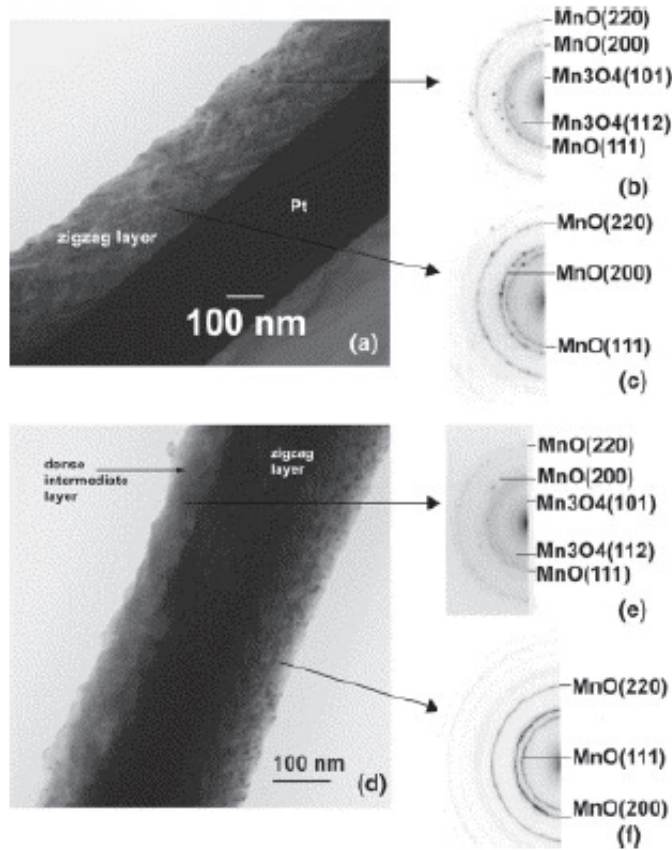 MnO(220)
MnO(200)
Mn3O4(101)
Mn3O4(112)
MnO(111)
(b)
zigzag layer
Pt
100 nm
(a)
MnO(220)
MnO(200)
MnO(111)
(c)
dense
intermediate
layer
zigzag
layer
100 nm
(d)
MnO(220)
MnO(200)
Mn3O4(101)
Mn3O4(112)
MnO(111)
(e)
MnO(220)
MnO(111)
MnO(200)
(f)